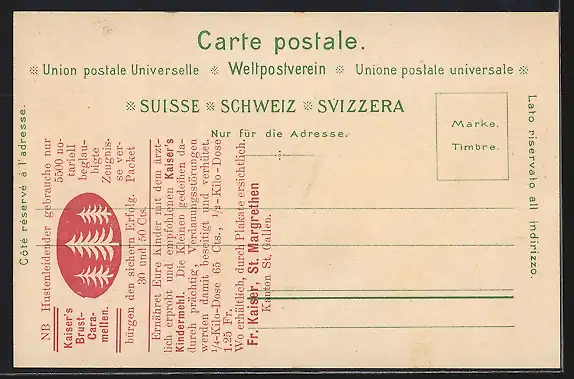 Carte postale.
※ Union postale Universelle ※ Weltpostverein ※ Unione postale universale ※
※ SUISSE ※ SCHWEIZ ※ SVIZZERA
Nur für die Adresse.
Marke.
Timbre.
Côté réservé à l'adresse.
Lato riservato all indirizzo.
NB Hustenleidender gebrauche nur
Kaiser's
Brust-
Cara-
mellen.
5500 no-
tariell
beglau-
bigte
Zeugnis-
se ver-
bürgen den sichern Erfolg. Packet
30 und 50 Cts.
Ernähret Eure Kinder mit dem ärzt-
lich erprobt und empfohlenen Kaiser's
Kindermehl. Die Kleinen gedeihen da-
durch prächtig, Verdauungsstörungen
werden damit beseitigt und verhütet.
1/4-Kilo-Dose 65 Cts., 1/2-Kilo-Dose
1.25 Fr.
Wo erhältlich, durch Plakate ersichtlich.
Fr. Kaiser, St. Margrethen
Kanton St. Gallen.